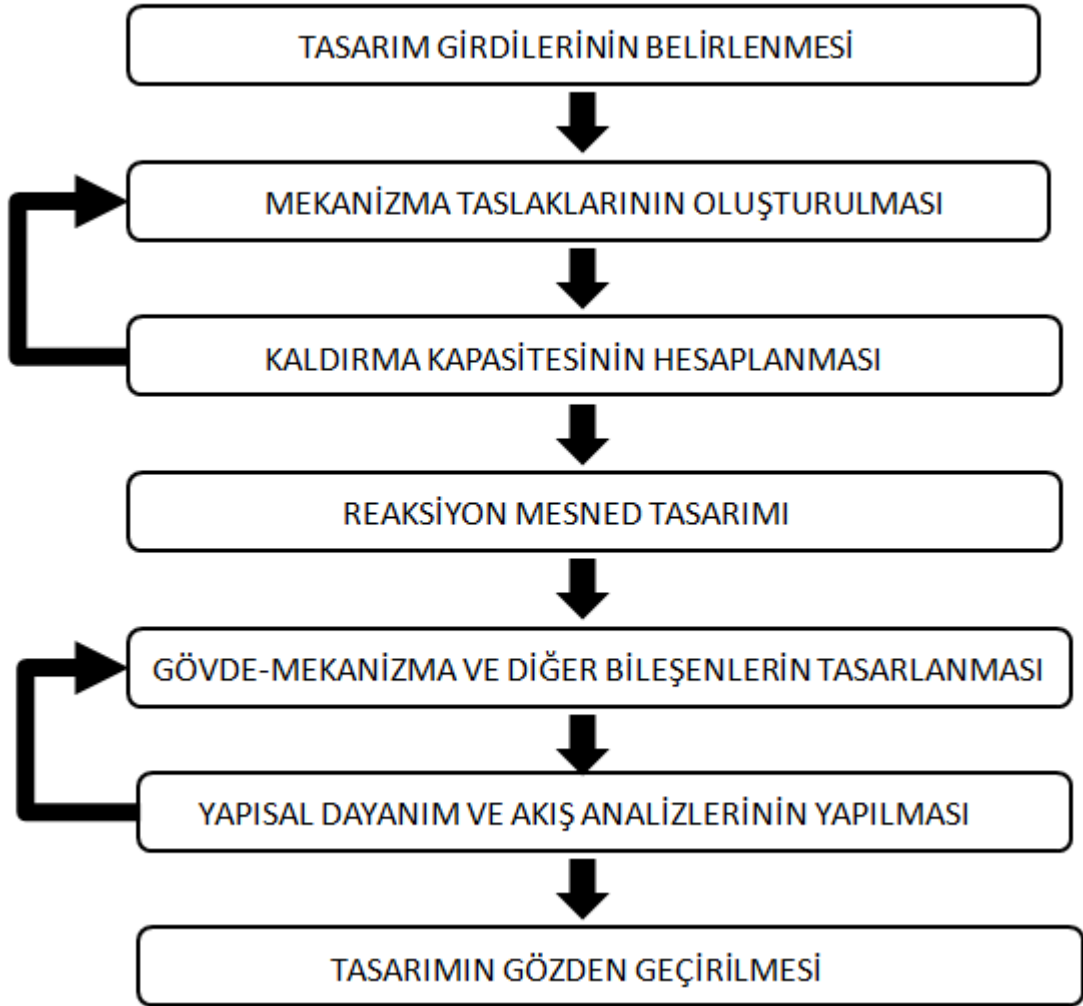 TASARIM GİRDİLERİNİN BELİRLENMESİ
MEKANİZMA TASLAKLARININ OLUŞTURULMASI
KALDIRMA KAPASİTESİNİN HESAPLANMASI
REAKSİYON MESNED TASARIMI
GÖVDE-MEKANİZMA VE DİĞER BİLEŞENLERİN TASARLANMASI
YAPISAL DAYANIM VE AKIŞ ANALİZLERİNİN YAPILMASI
TASARIMIN GÖZDEN GEÇİRİLMESİ